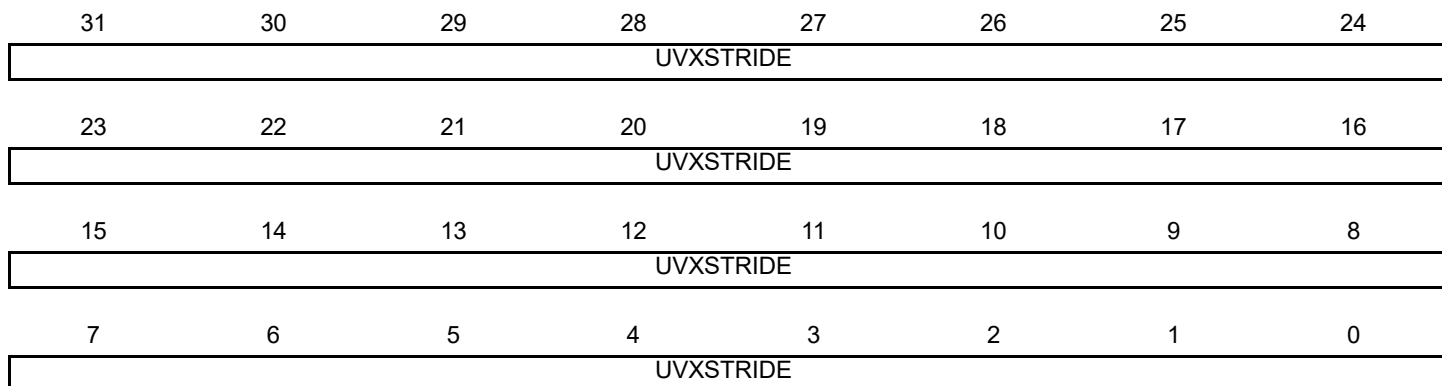 31 30 29 28 27 26 25 24
UVXSTRIDE
23 22 21 20 19 18 17 16
UVXSTRIDE
15 14 13 12 11 10 9 8
UVXSTRIDE
7 6 5 4 3 2 1 0
UVXSTRIDE